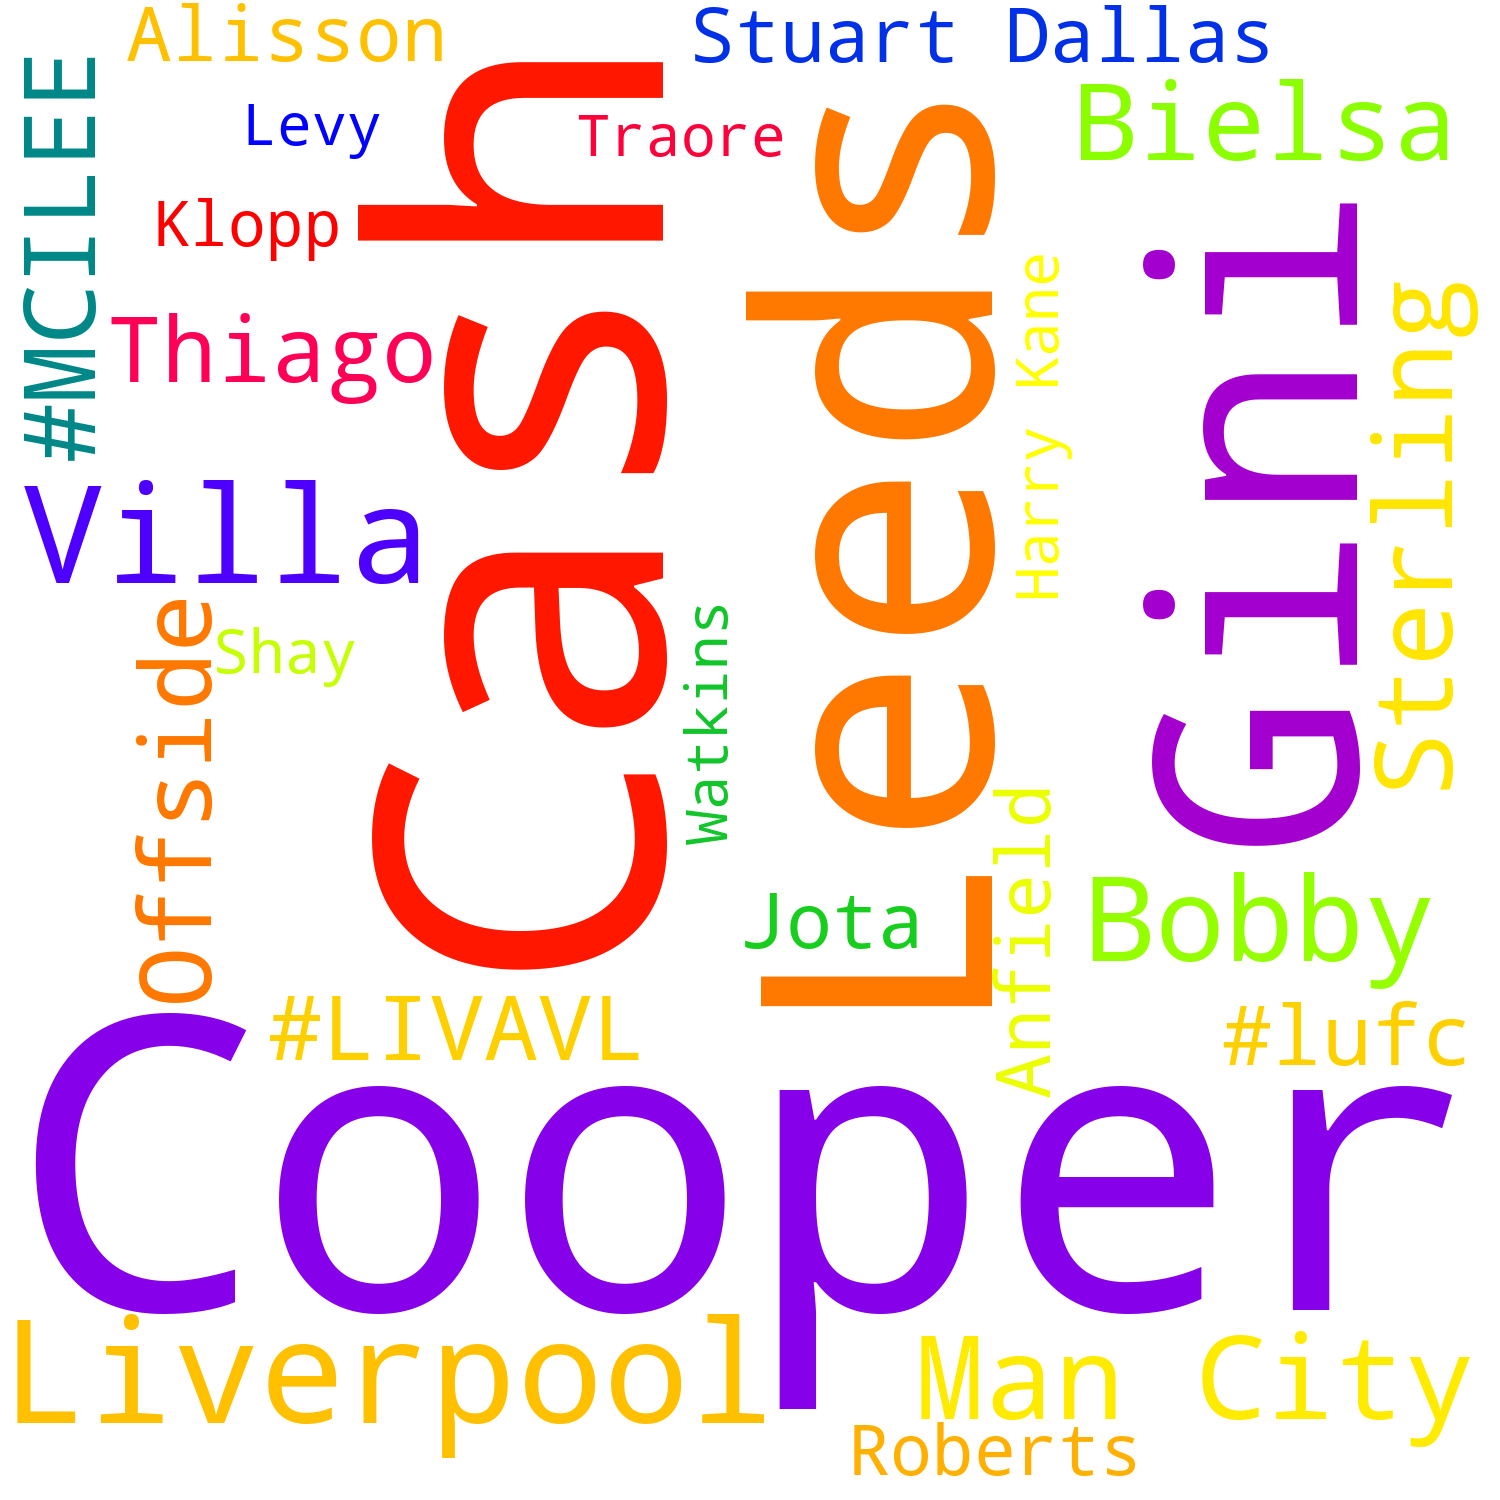 Alisson
Stuart Dallas
#MCILEE
Levy
Cash
Traore
Leeds
Bielsa
Klopp
Gini
Harry Kane
Sterling
Thiago
Villa
Offside
Shay
Watkins
Anfield
Jota
Bobby
#LIVAVL
#lufc
Cooper
Liverpool
Man City
Roberts